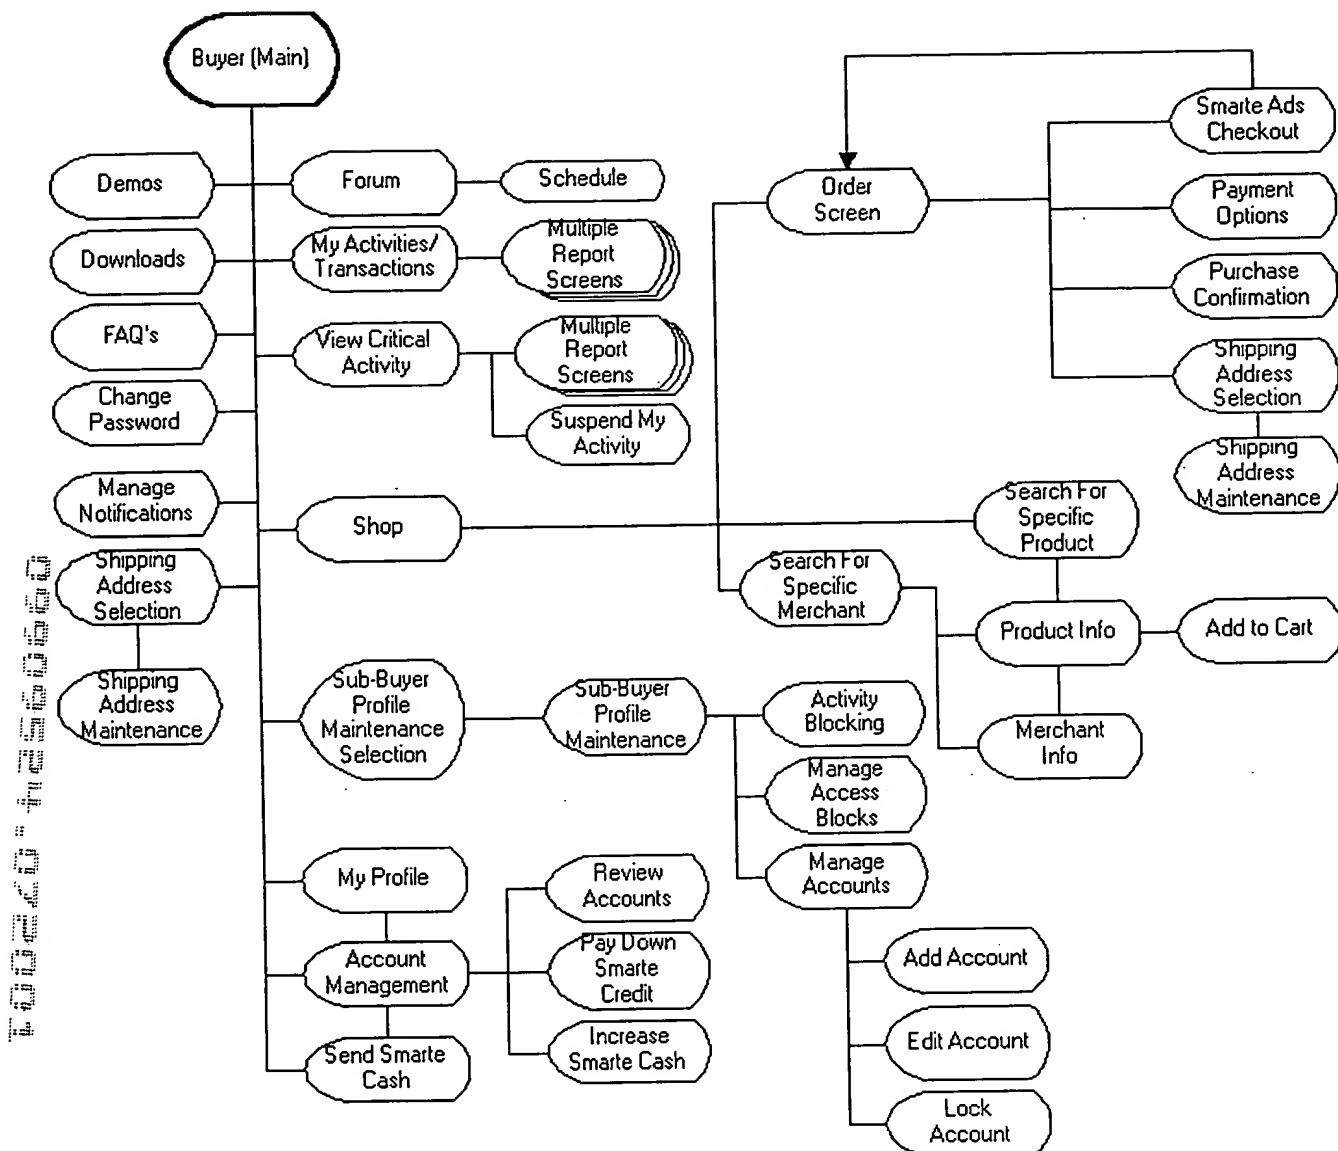 Buyer (Main)
Demos
Forum
Schedule
Downloads
My Activities/
Transactions
Multiple
Report
Screens
FAQ's
View Critical
Activity
Multiple
Report
Screens
Change
Password
Suspend My
Activity
Manage
Notifications
Shop
Shipping
Address
Selection
Shipping
Address
Maintenance
Order
Screen
Smarte Ads
Checkout
Payment
Options
Purchase
Confirmation
Shipping
Address
Selection
Shipping
Address
Maintenance
Search For
Specific
Product
Search For
Specific
Merchant
Product Info
Add to Cart
Merchant
Info
Sub-Buyer
Profile
Maintenance
Selection
Sub-Buyer
Profile
Maintenance
Activity
Blocking
Manage
Access
Blocks
Manage
Accounts
Add Account
Edit Account
Lock
Account
My Profile
Account
Management
Send Smarte
Cash
Review
Accounts
Pay Down
Smarte
Credit
Increase
Smarte Cash